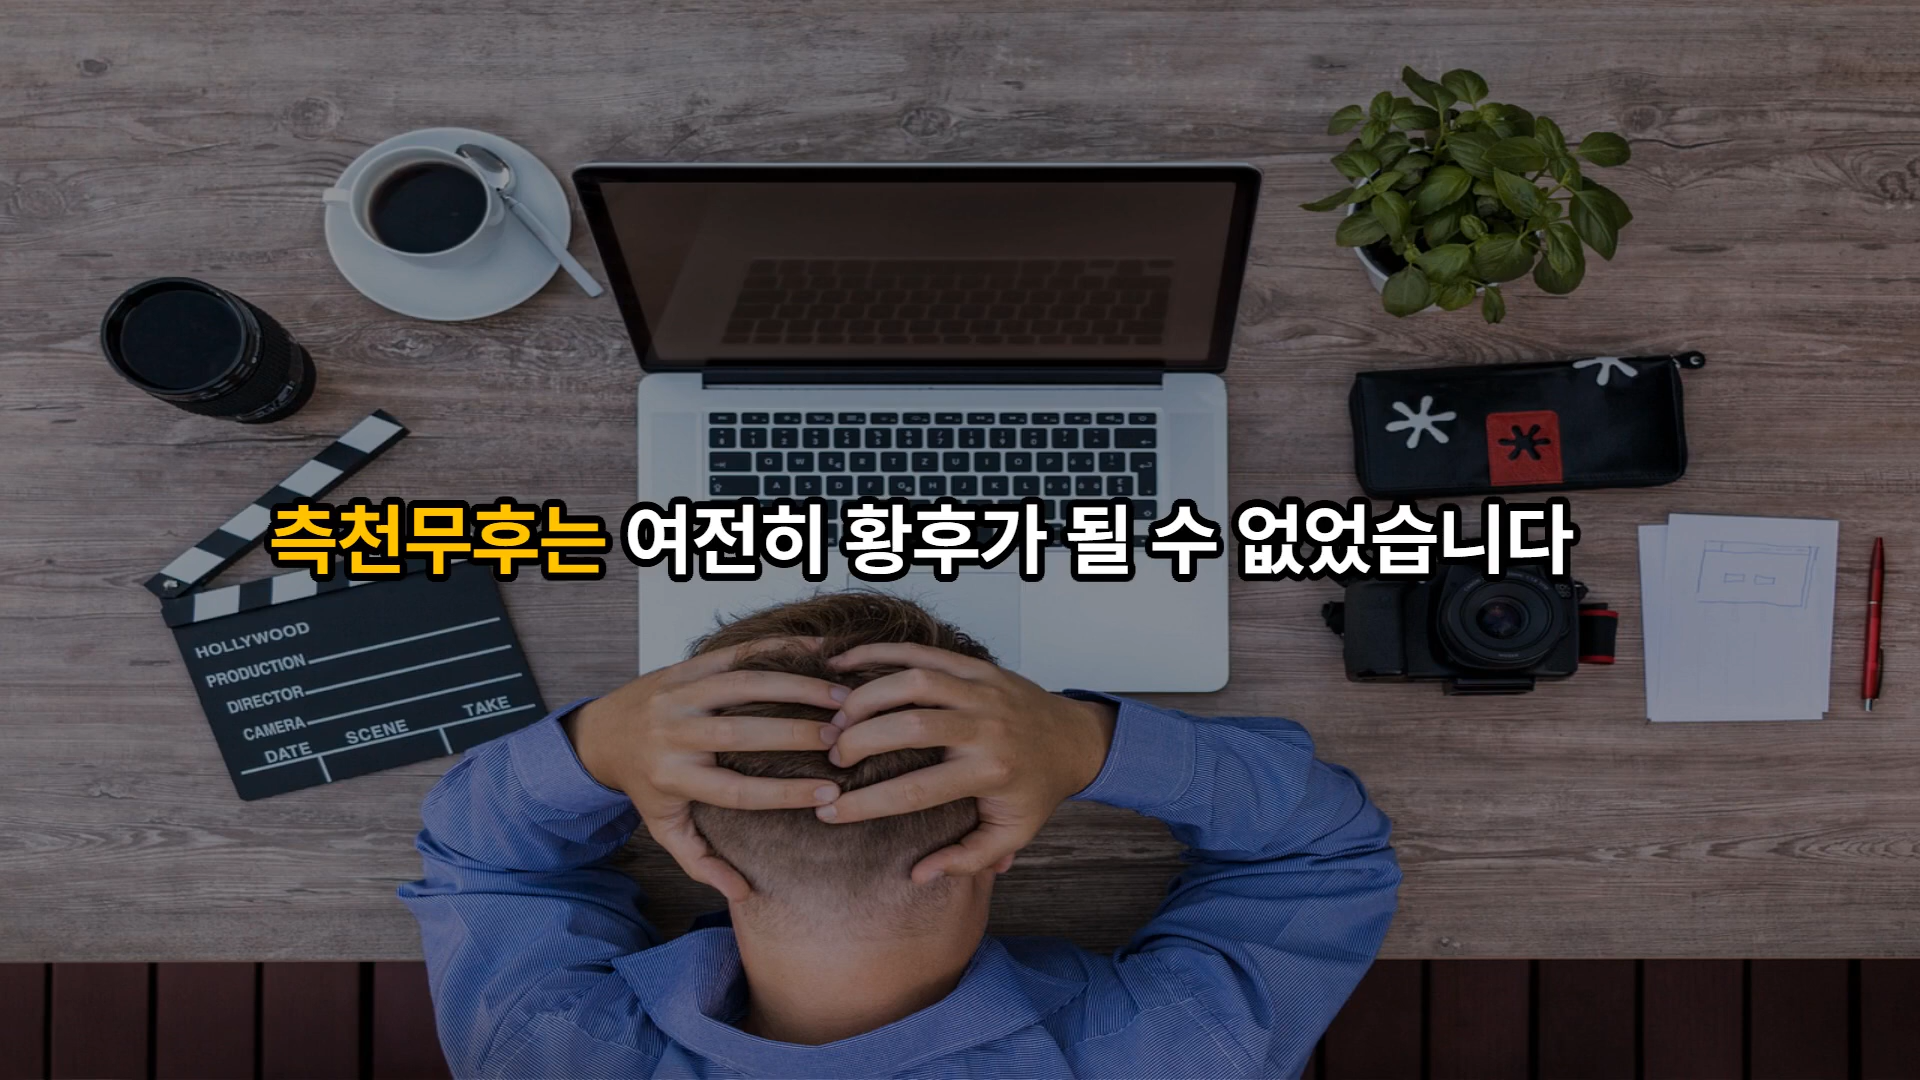 측천무후는 여전히 황후가 될 수 없었습니다
HOLLYWOOD
PRODUCTION
DIRECTOR
CAMERA
DATE SCENE TAKE